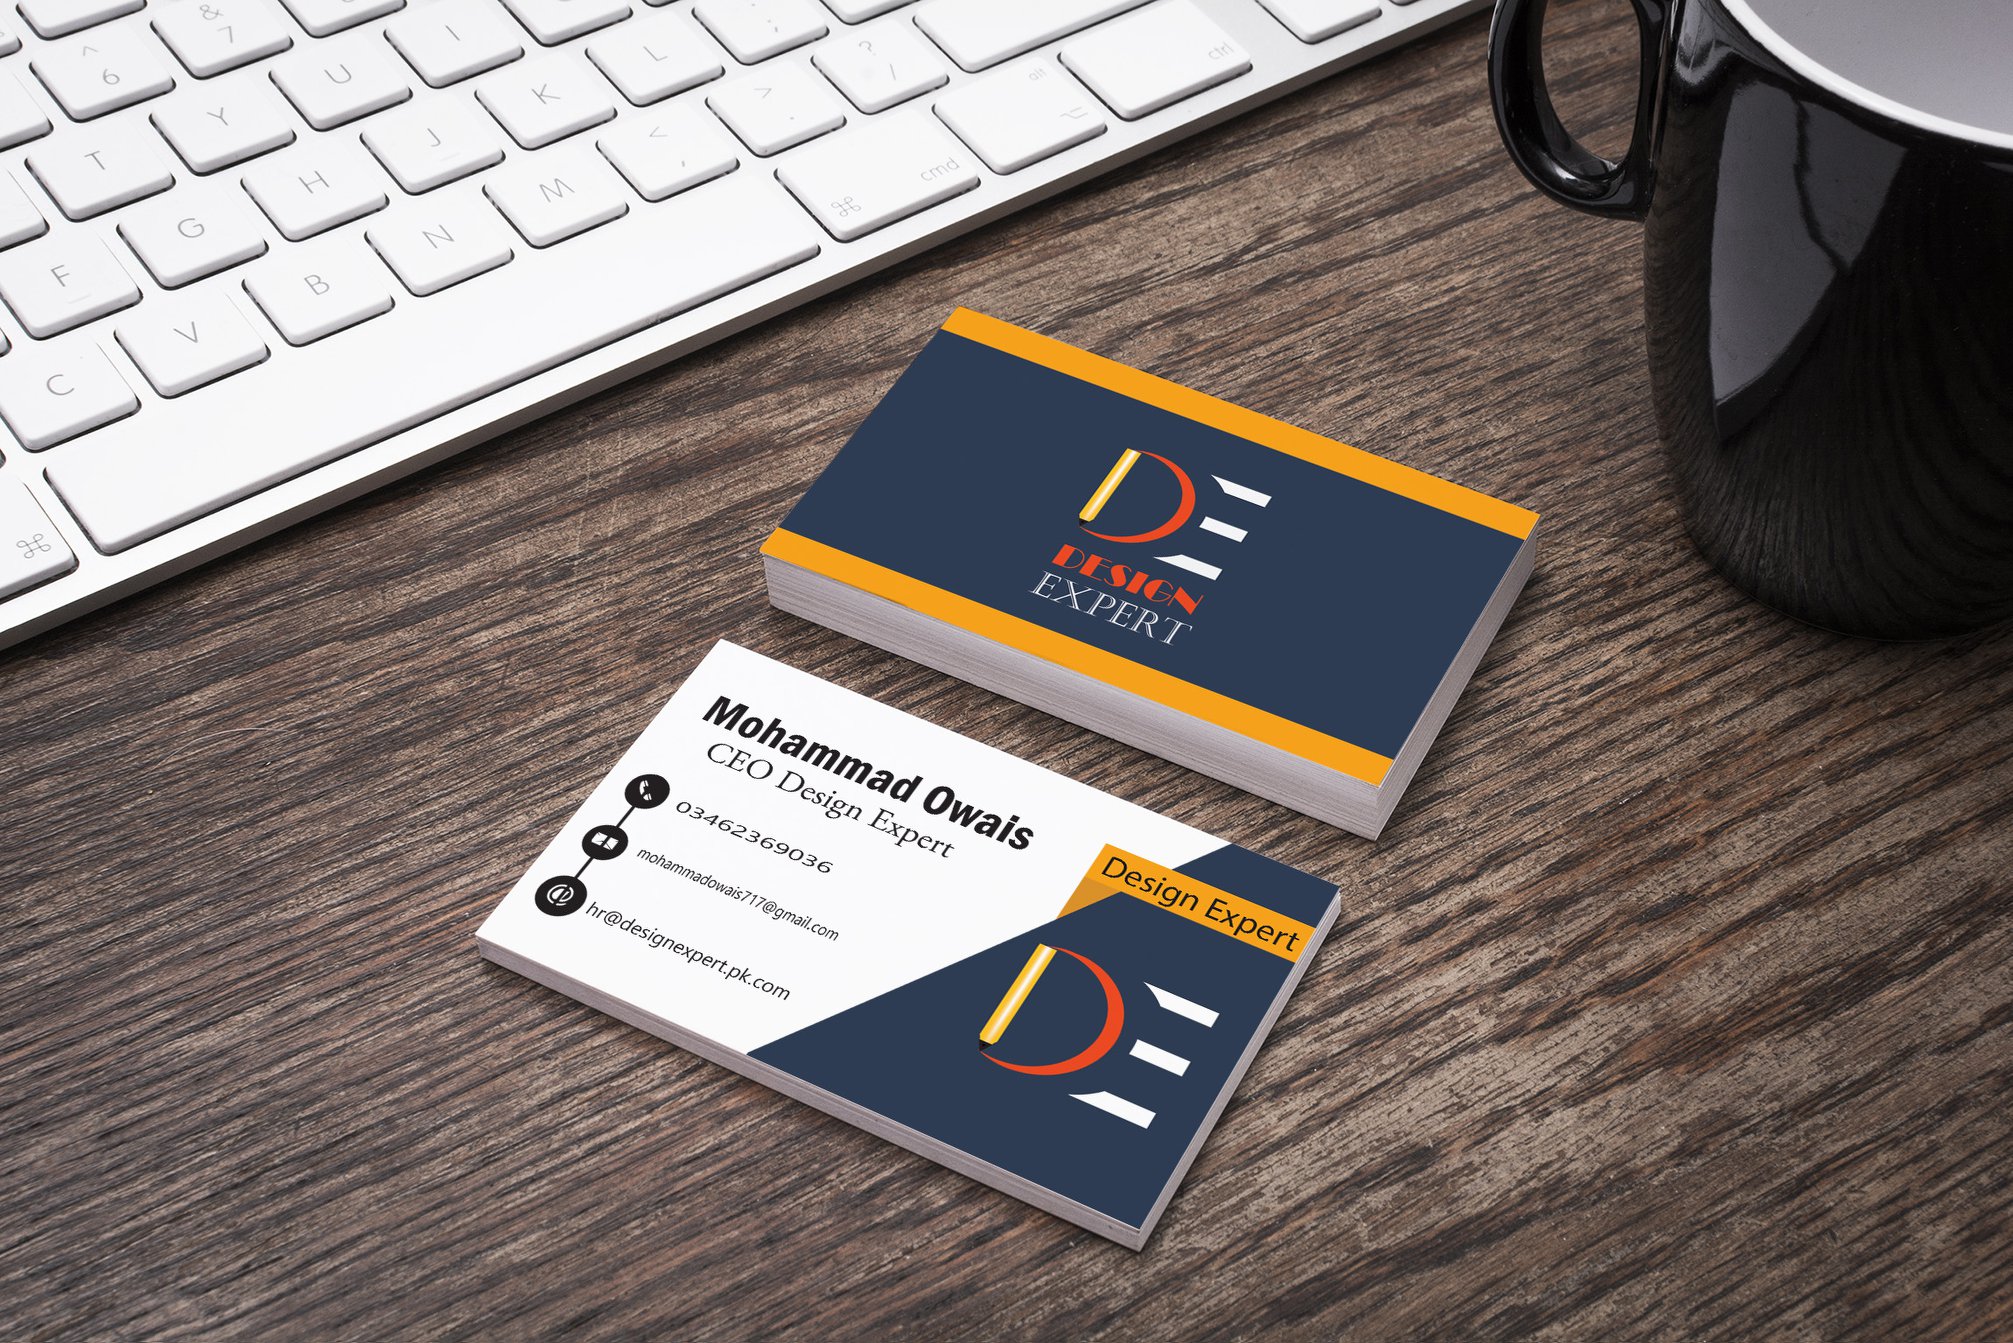 & 7
^ 6
Y
U
I
: ;
T
H
J
K
L
? /
ctrl
F
G
B
N
M
< ,
> .
alt
⌥
C
V
⌘ cmd
⌘
DE
DESIGN
EXPERT
Mohammad Owais
CEO Design Expert
03462369036
mohammadowais717@gmail.com
hr@designexpert.pk.com
Design Expert
DE